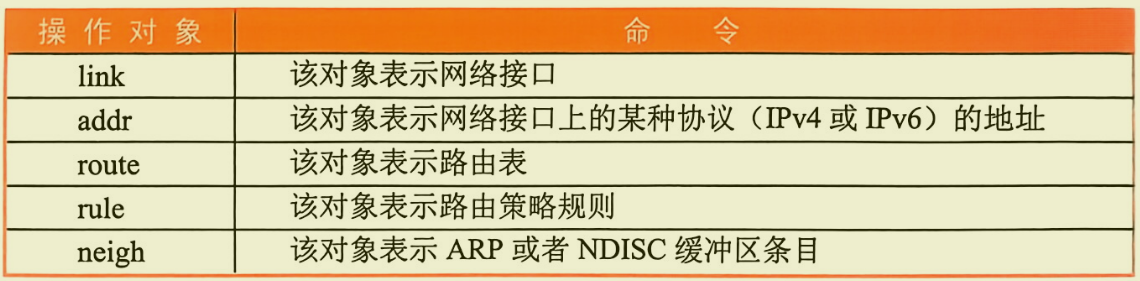 操作对象 命令
link 该对象表示网络接口
addr 该对象表示网络接口上的某种协议（IPv4 或 IPv6）的地址
route 该对象表示路由表
rule 该对象表示路由策略规则
neigh 该对象表示 ARP 或者 NDISC 缓冲区条目